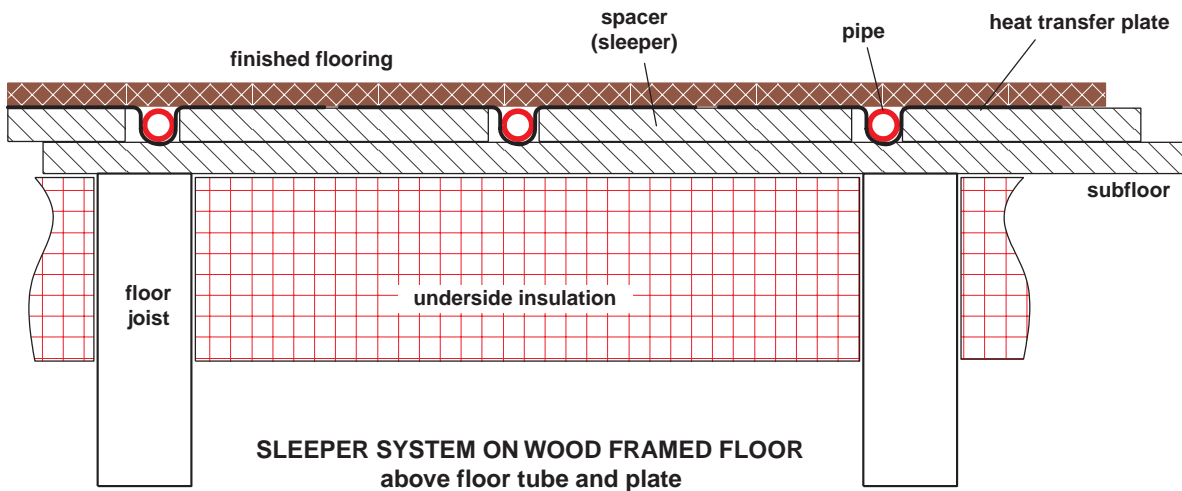 spacer
(sleeper)
heat transfer plate
pipe
finished flooring
subfloor
floor
joist
underside insulation
SLEEPER SYSTEM ON WOOD FRAMED FLOOR
above floor tube and plate